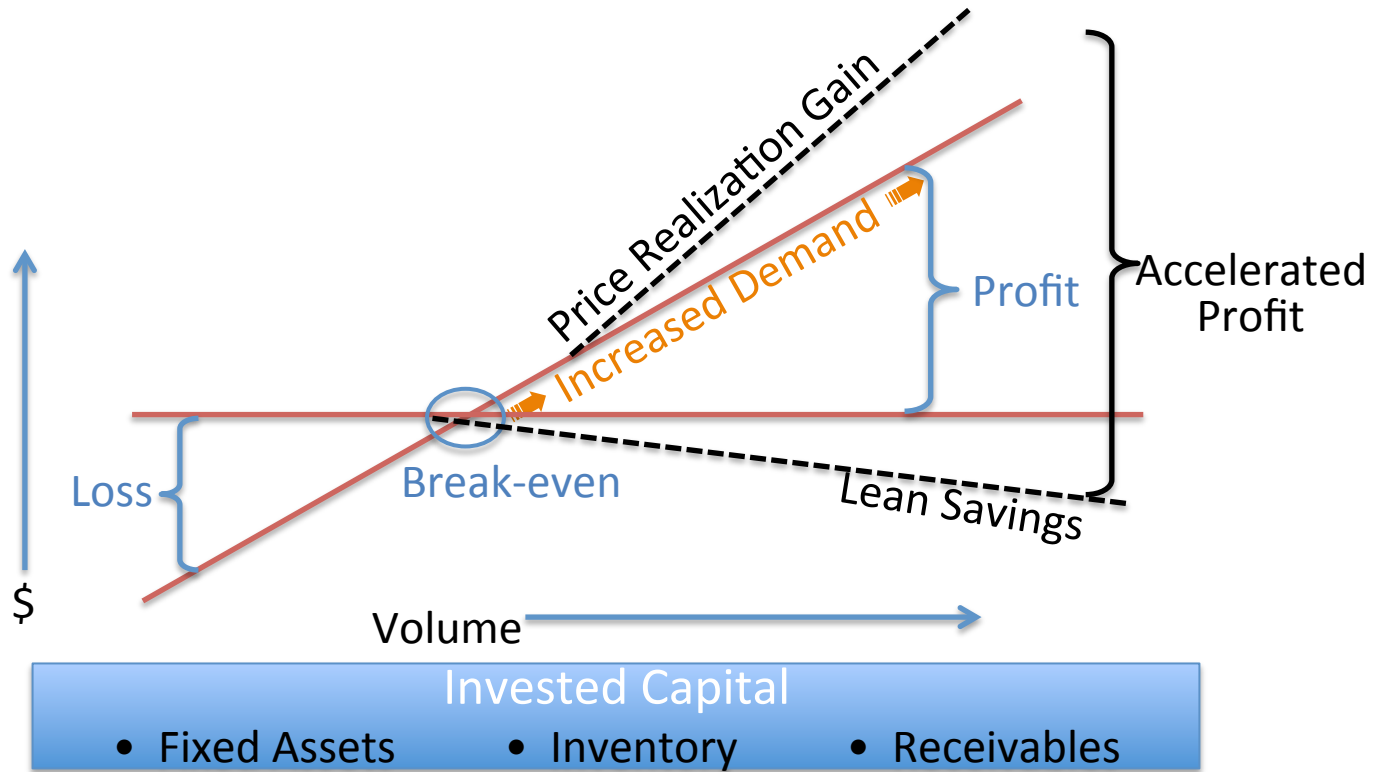 Price Realization Gain
Increased Demand
Accelerated
Profit
Profit
Loss
Break-even
Lean Savings
$
Volume
Invested Capital
• Fixed Assets • Inventory • Receivables